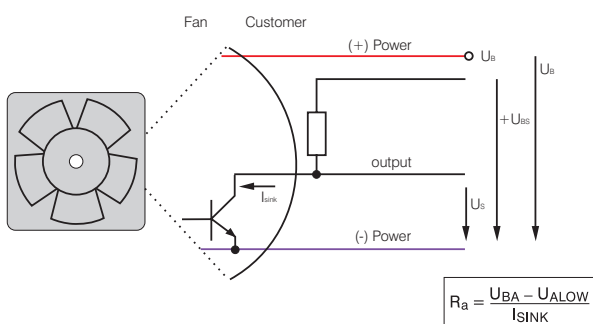 Fan Customer
(+) Power
UB
UB
+UBS
output
Isink
US
(-) Power
Ra = UBA – UALOW / ISINK